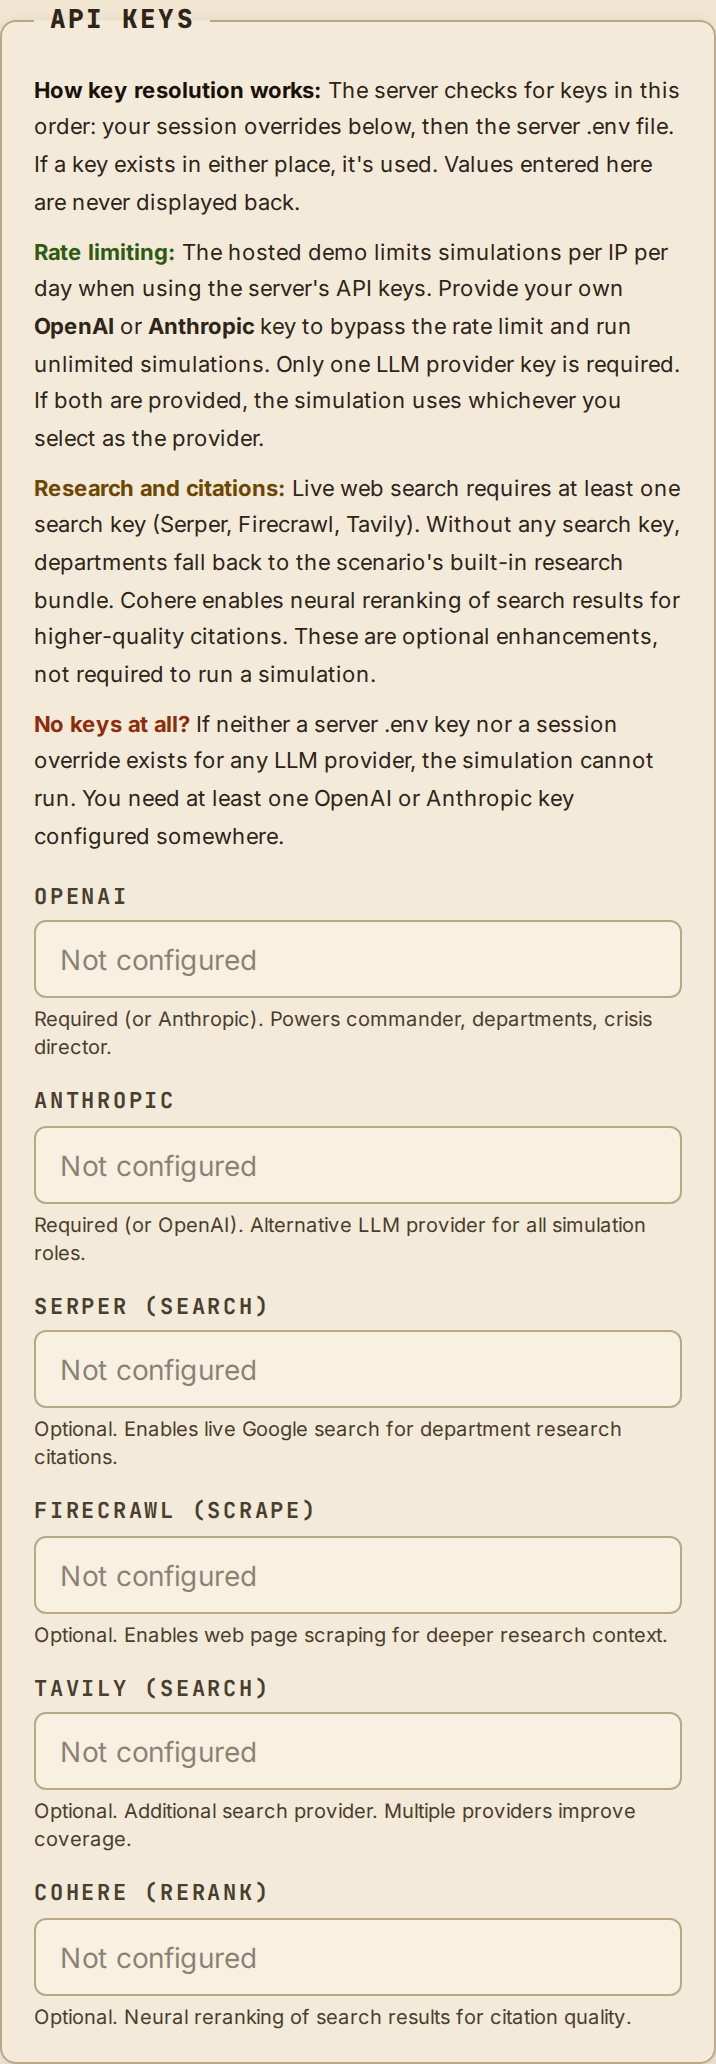 API KEYS
How key resolution works: The server checks for keys in this
order: your session overrides below, then the server .env file.
If a key exists in either place, it's used. Values entered here
are never displayed back.
Rate limiting: The hosted demo limits simulations per IP per
day when using the server's API keys. Provide your own
OpenAI or Anthropic key to bypass the rate limit and run
unlimited simulations. Only one LLM provider key is required.
If both are provided, the simulation uses whichever you
select as the provider.
Research and citations: Live web search requires at least one
search key (Serper, Firecrawl, Tavily). Without any search key,
departments fall back to the scenario's built-in research
bundle. Cohere enables neural reranking of search results for
higher-quality citations. These are optional enhancements,
not required to run a simulation.
No keys at all? If neither a server .env key nor a session
override exists for any LLM provider, the simulation cannot
run. You need at least one OpenAI or Anthropic key
configured somewhere.
OPENAI
Not configured
Required (or Anthropic). Powers commander, departments, crisis
director.
ANTHROPIC
Not configured
Required (or OpenAI). Alternative LLM provider for all simulation
roles.
SERPER (SEARCH)
Not configured
Optional. Enables live Google search for department research
citations.
FIRECRAWL (SCRAPE)
Not configured
Optional. Enables web page scraping for deeper research context.
TAVILY (SEARCH)
Not configured
Optional. Additional search provider. Multiple providers improve
coverage.
COHERE (RERANK)
Not configured
Optional. Neural reranking of search results for citation quality.